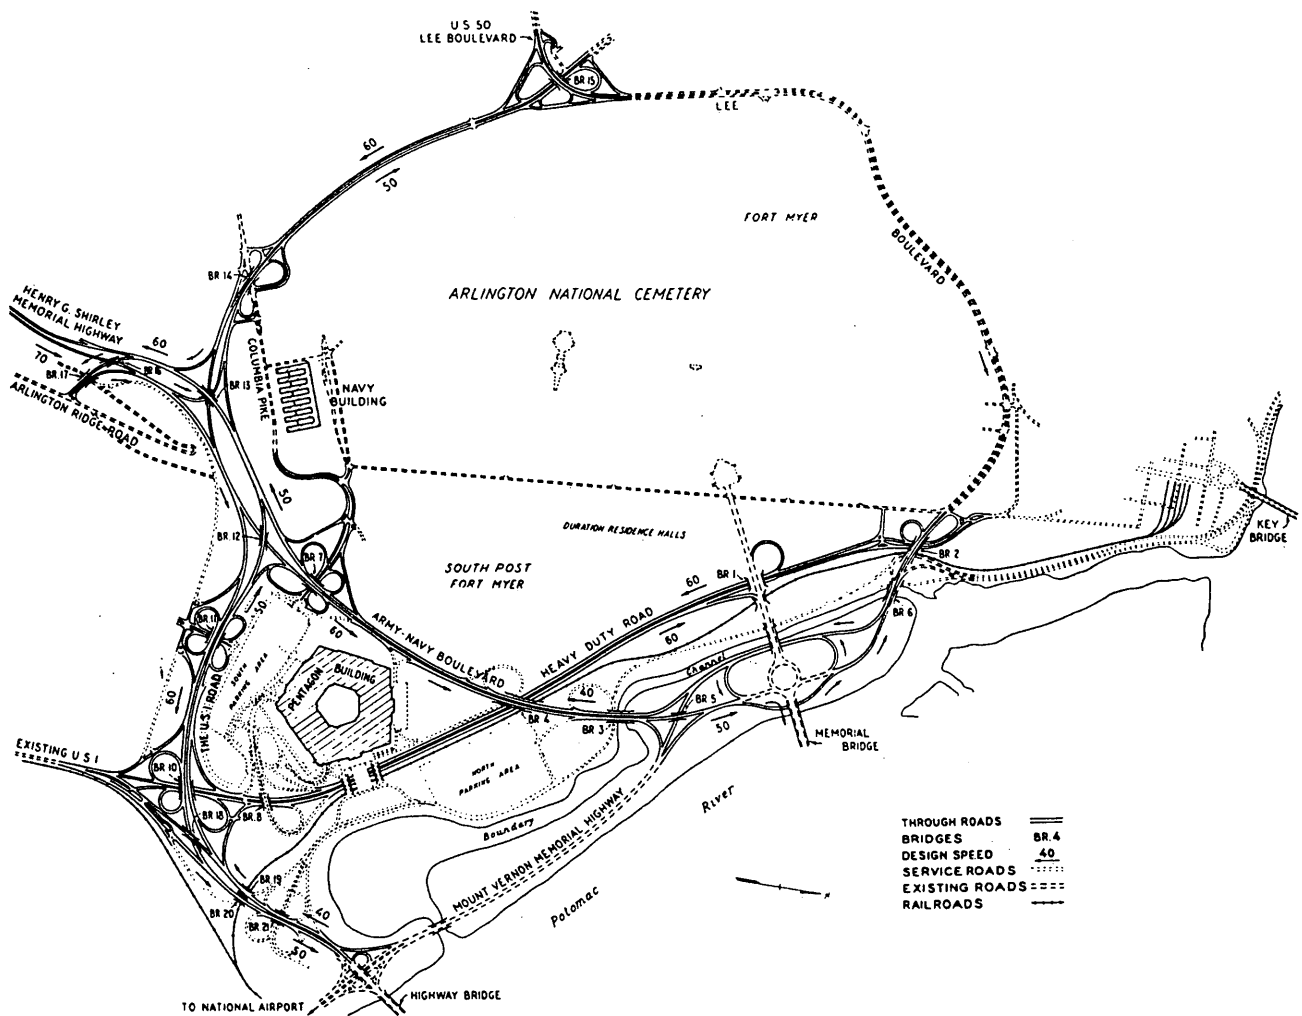 U S 50
LEE BOULEVARD
BR 15
LEE
60
50
FORT MYER
BOULEVARD
BR 14
ARLINGTON NATIONAL CEMETERY
HENRY G. SHIRLEY
MEMORIAL HIGHWAY
60
70
BR 17
BR 16
BR 13
COLUMBIA PIKE
NAVY
BUILDING
ARLINGTON RIDGE ROAD
50
KEY
BRIDGE
DURATION RESIDENCE HALLS
BR 12
BR 7
BR 2
SOUTH POST
FORT MYER
BR 1
60
50
BR 11
BR 6
60
ARMY-NAVY BOULEVARD
HEAVY DUTY ROAD
60
Channel
SOUTH
PARKING AREA
PENTAGON
BUILDING
60
THE U.S. 1 ROAD
40
BR 5
BR 4
BR 3
50
MEMORIAL
BRIDGE
EXISTING U S 1
BR 10
NORTH
PARKING AREA
BR 18
BR. 8
River
Boundary
MOUNT VERNON MEMORIAL HIGHWAY
Potomac
THROUGH ROADS
BRIDGES BR. 4
DESIGN SPEED 40
SERVICE ROADS
EXISTING ROADS
RAILROADS
BR 19
BR 20
BR 21
40
50
TO NATIONAL AIRPORT
HIGHWAY BRIDGE